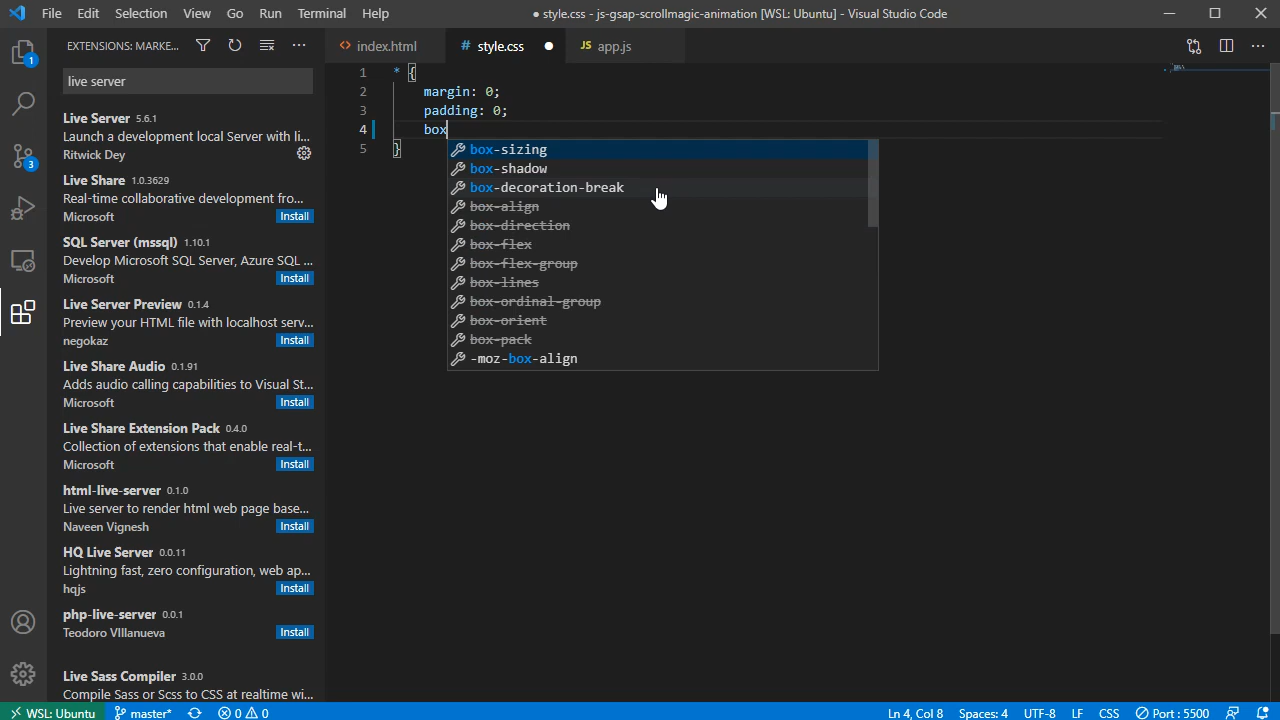 File Edit Selection View Go Run Terminal Help
● style.css - js-gsap-scrollmagic-animation [WSL: Ubuntu] - Visual Studio Code
EXTENSIONS: MARKE...
live server
Live Server 5.6.1
Launch a development local Server with li...
Ritwick Dey
Live Share 1.0.3629
Real-time collaborative development fro...
Microsoft Install
SQL Server (mssql) 1.10.1
Develop Microsoft SQL Server, Azure SQL ...
Microsoft Install
Live Server Preview 0.1.4
Preview your HTML file with localhost serv...
negokaz Install
Live Share Audio 0.1.91
Adds audio calling capabilities to Visual St...
Microsoft Install
Live Share Extension Pack 0.4.0
Collection of extensions that enable real-t...
Microsoft Install
html-live-server 0.1.0
Live server to render html web page base...
Naveen Vignesh Install
HQ Live Server 0.0.11
Lightning fast, zero configuration, web ap...
hqjs Install
php-live-server 0.0.1
Teodoro VIllanueva Install
Live Sass Compiler 3.0.0
Compile Sass or Scss to CSS at realtime wi...
<> index.html # style.css ● JS app.js
1 * {
2 margin: 0;
3 padding: 0;
4 box
5 }
box-sizing
box-shadow
box-decoration-break
box-align
box-direction
box-flex
box-flex-group
box-lines
box-ordinal-group
box-orient
box-pack
-moz-box-align
1
3
WSL: Ubuntu master* 0 0 Ln 4, Col 8 Spaces: 4 UTF-8 LF CSS Port : 5500